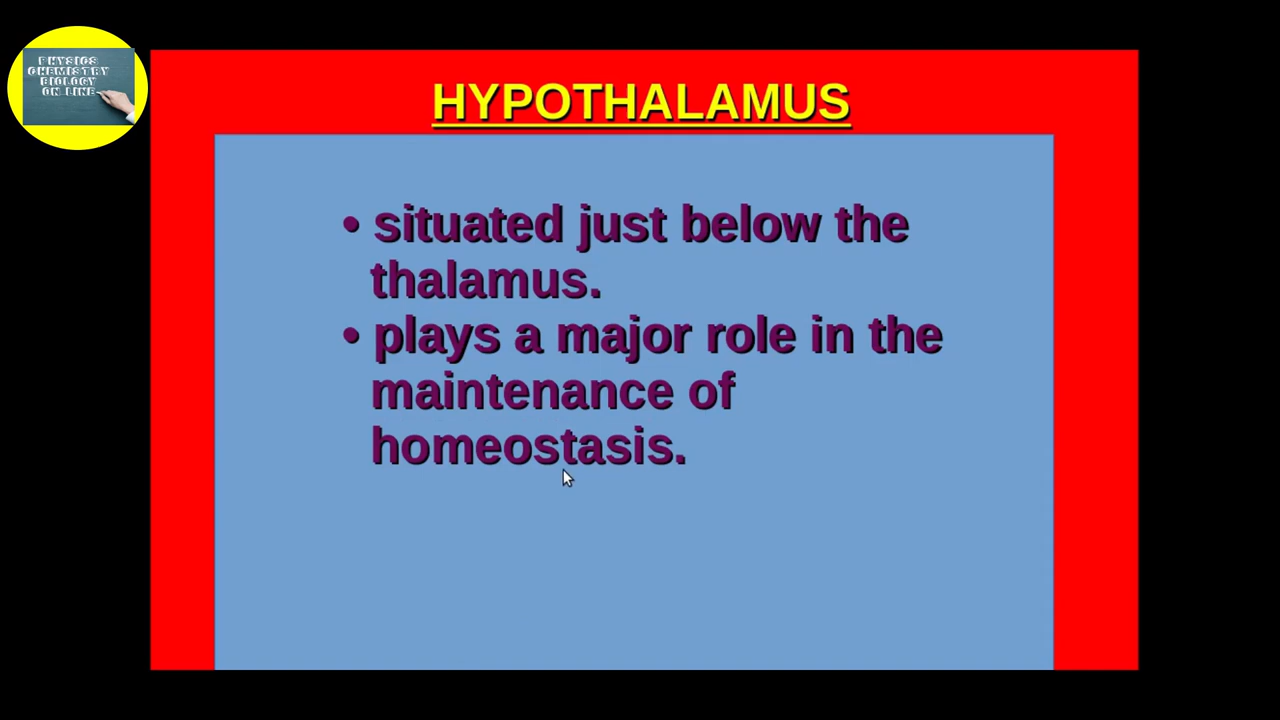 PHYSICS
CHEMISTRY
BIOLOGY
ON LINE
HYPOTHALAMUS
• situated just below the
thalamus.
• plays a major role in the
maintenance of
homeostasis.